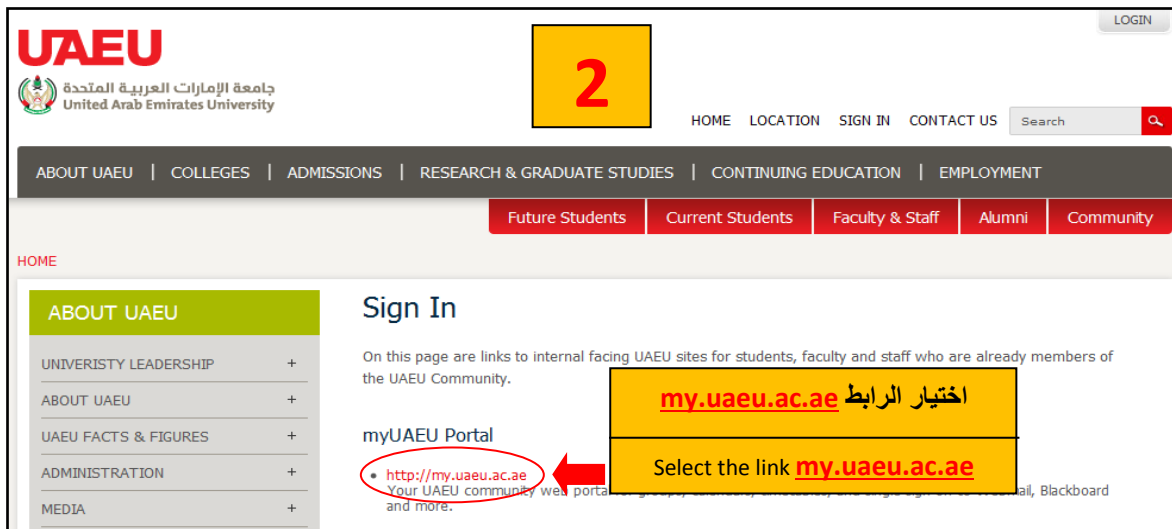 LOGIN
UAEU
جامعة الإمارات العربية المتحدة
United Arab Emirates University
2
HOME LOCATION SIGN IN CONTACT US Search
ABOUT UAEU | COLLEGES | ADMISSIONS | RESEARCH & GRADUATE STUDIES | CONTINUING EDUCATION | EMPLOYMENT
Future Students Current Students Faculty & Staff Alumni Community
HOME
ABOUT UAEU
UNIVERISTY LEADERSHIP +
ABOUT UAEU +
UAEU FACTS & FIGURES +
ADMINISTRATION +
MEDIA +
Sign In
On this page are links to internal facing UAEU sites for students, faculty and staff who are already members of
the UAEU Community.
اختيار الرابط my.uaeu.ac.ae
Select the link my.uaeu.ac.ae
myUAEU Portal
• http://my.uaeu.ac.ae
Your UAEU community web portal Blackboard
and more.